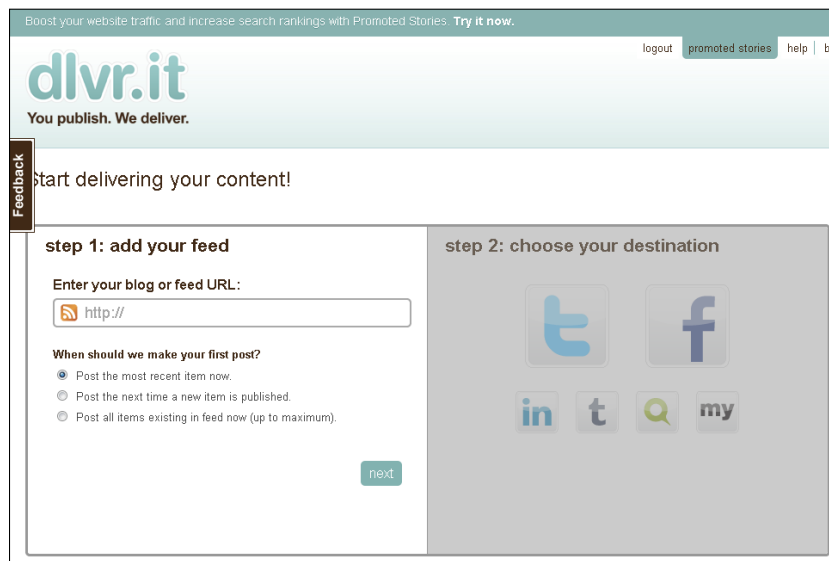 Boost your website traffic and increase search rankings with Promoted Stories. Try it now.
logout promoted stories help b
dlvr.it
You publish. We deliver.
Feedback
Start delivering your content!
step 1: add your feed
Enter your blog or feed URL:
http://
When should we make your first post?
Post the most recent item now.
Post the next time a new item is published.
Post all items existing in feed now (up to maximum).
next
step 2: choose your destination
t f
in t my